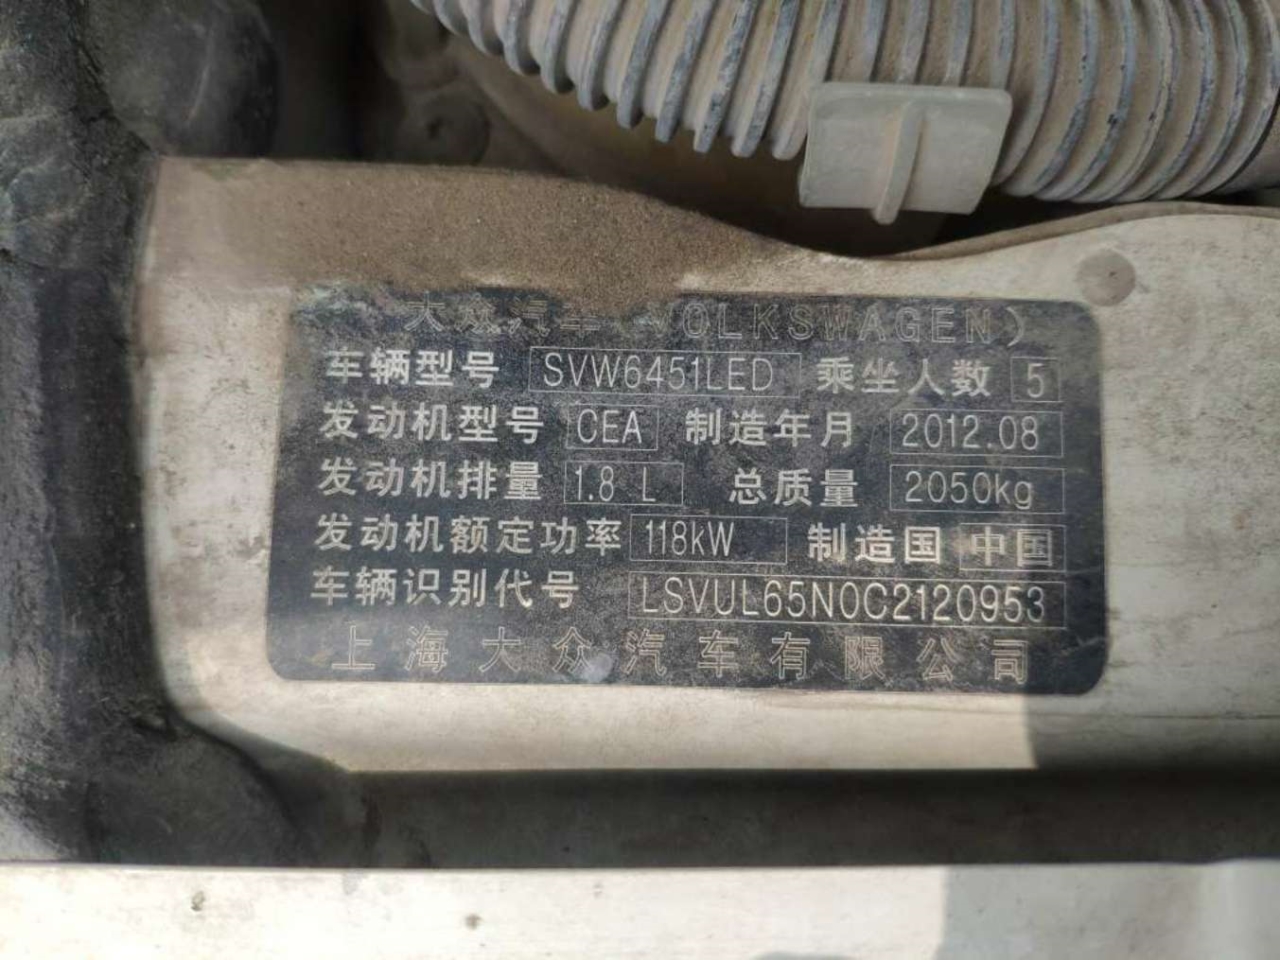 大众汽车（VOLKSWAGEN）
车辆型号 SVW6451LED 乘坐人数 5
发动机型号 CEA 制造年月 2012.08
发动机排量 1.8 L 总质量 2050kg
发动机额定功率 118kW 制造国 中国
车辆识别代号 LSVUL65N0C2120953
上海大众汽车有限公司